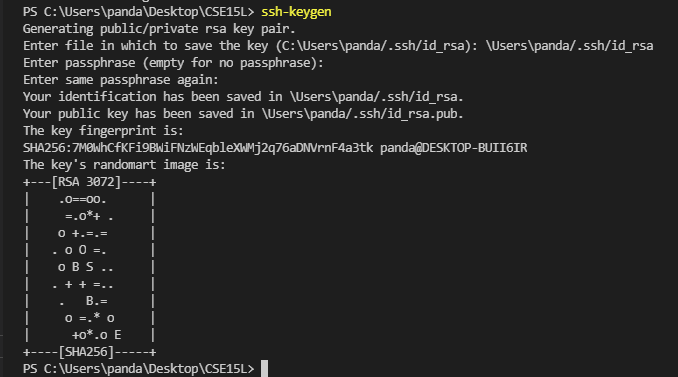 PS C:\Users\panda\Desktop\CSE15L> ssh-keygen
Generating public/private rsa key pair.
Enter file in which to save the key (C:\Users\panda/.ssh/id_rsa): \Users\panda/.ssh/id_rsa
Enter passphrase (empty for no passphrase):
Enter same passphrase again:
Your identification has been saved in \Users\panda/.ssh/id_rsa.
Your public key has been saved in \Users\panda/.ssh/id_rsa.pub.
The key fingerprint is:
SHA256:7M0WhCfKFi9BWiFNzWEqbleXWMj2q76aDNVrnF4a3tk panda@DESKTOP-BUII6IR
The key's randomart image is:
+---[RSA 3072]----+
|    .o==oo.      |
|     =.o*+ .     |
|    o +.=.=      |
|   . o O =.      |
|    o B S ..     |
|   . + + =..     |
|    .   B.=      |
|     o =.* o     |
|      +o*.o E    |
+----[SHA256]-----+
PS C:\Users\panda\Desktop\CSE15L>